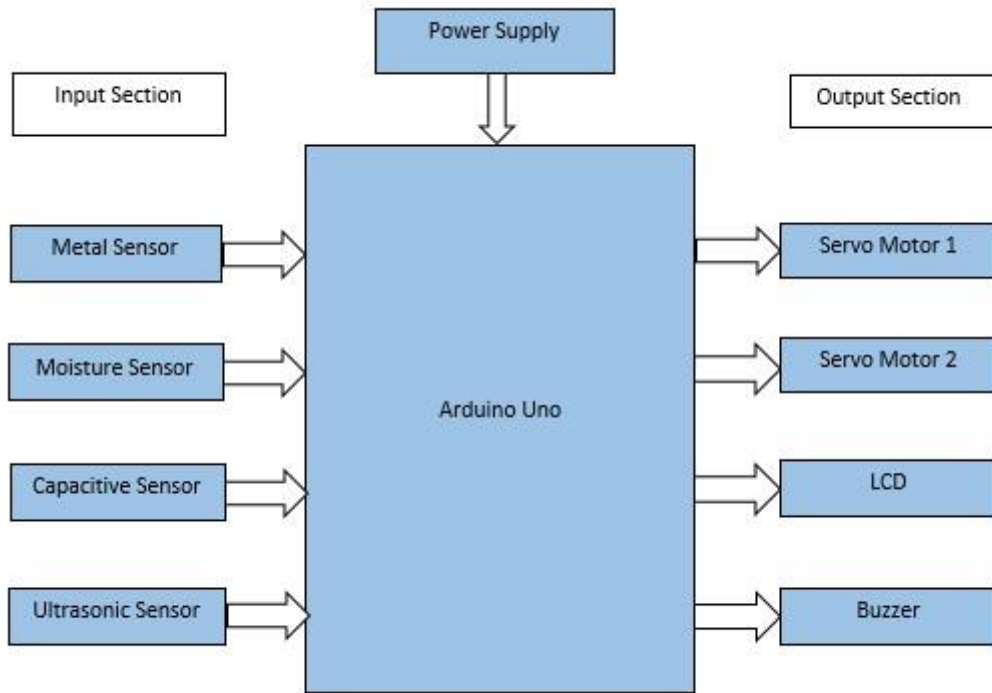 Power Supply
Input Section
Output Section
Metal Sensor
Servo Motor 1
Moisture Sensor
Servo Motor 2
Arduino Uno
Capacitive Sensor
LCD
Ultrasonic Sensor
Buzzer